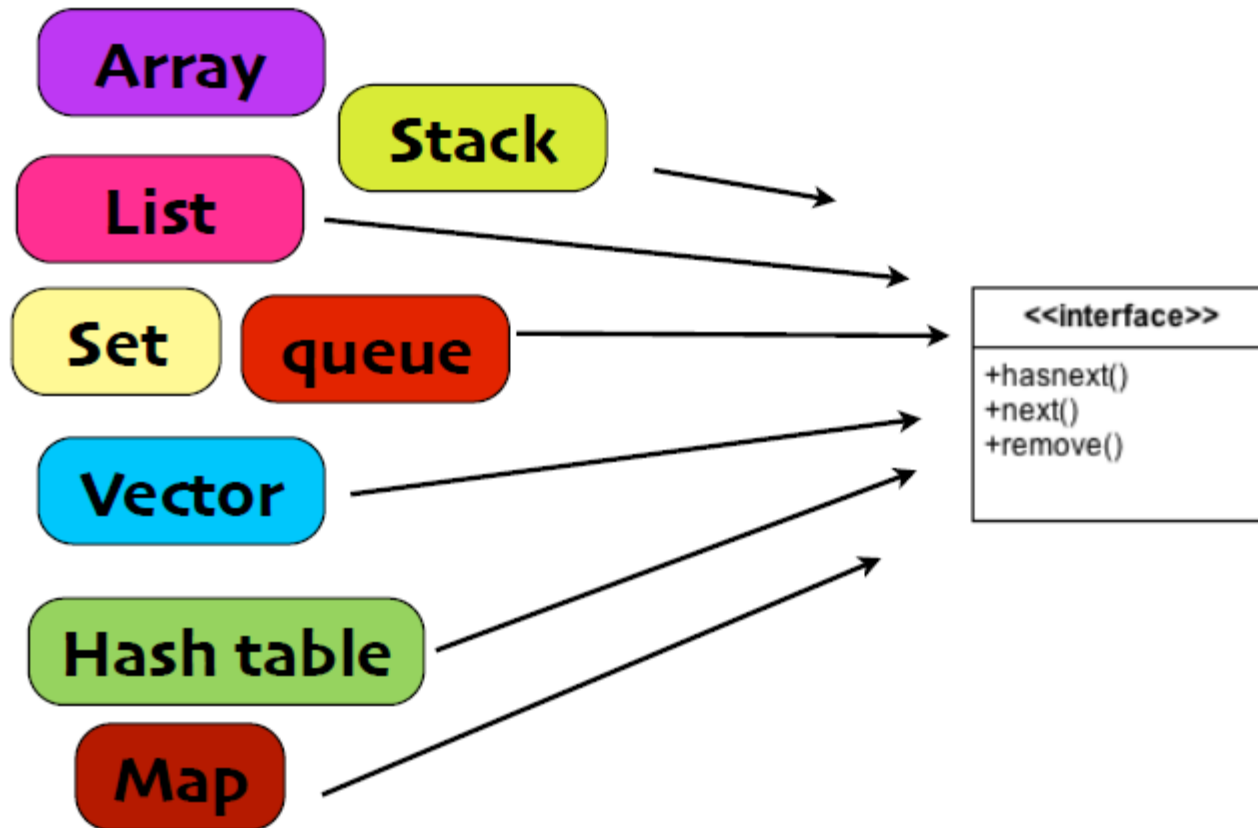 Array
Stack
List
Set
queue
Vector
Hash table
Map
<<interface>>
+hasnext()
+next()
+remove()